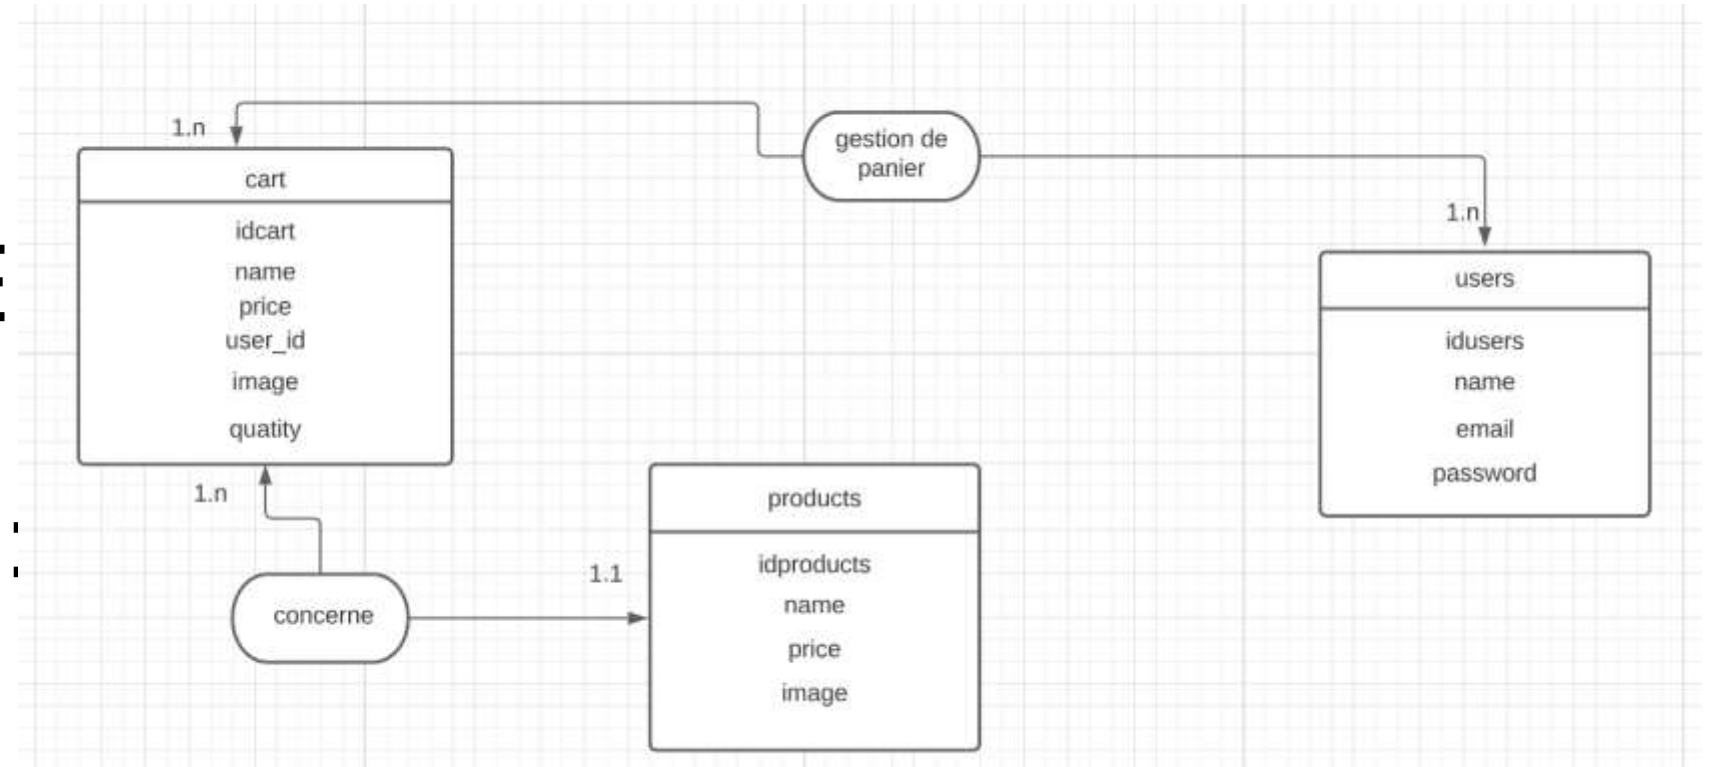 gestion de
panier
1.n
cart
idcart
name
price
user_id
image
quatity
1.n
users
idusers
name
email
password
1.n
concerne
1.1
products
idproducts
name
price
image